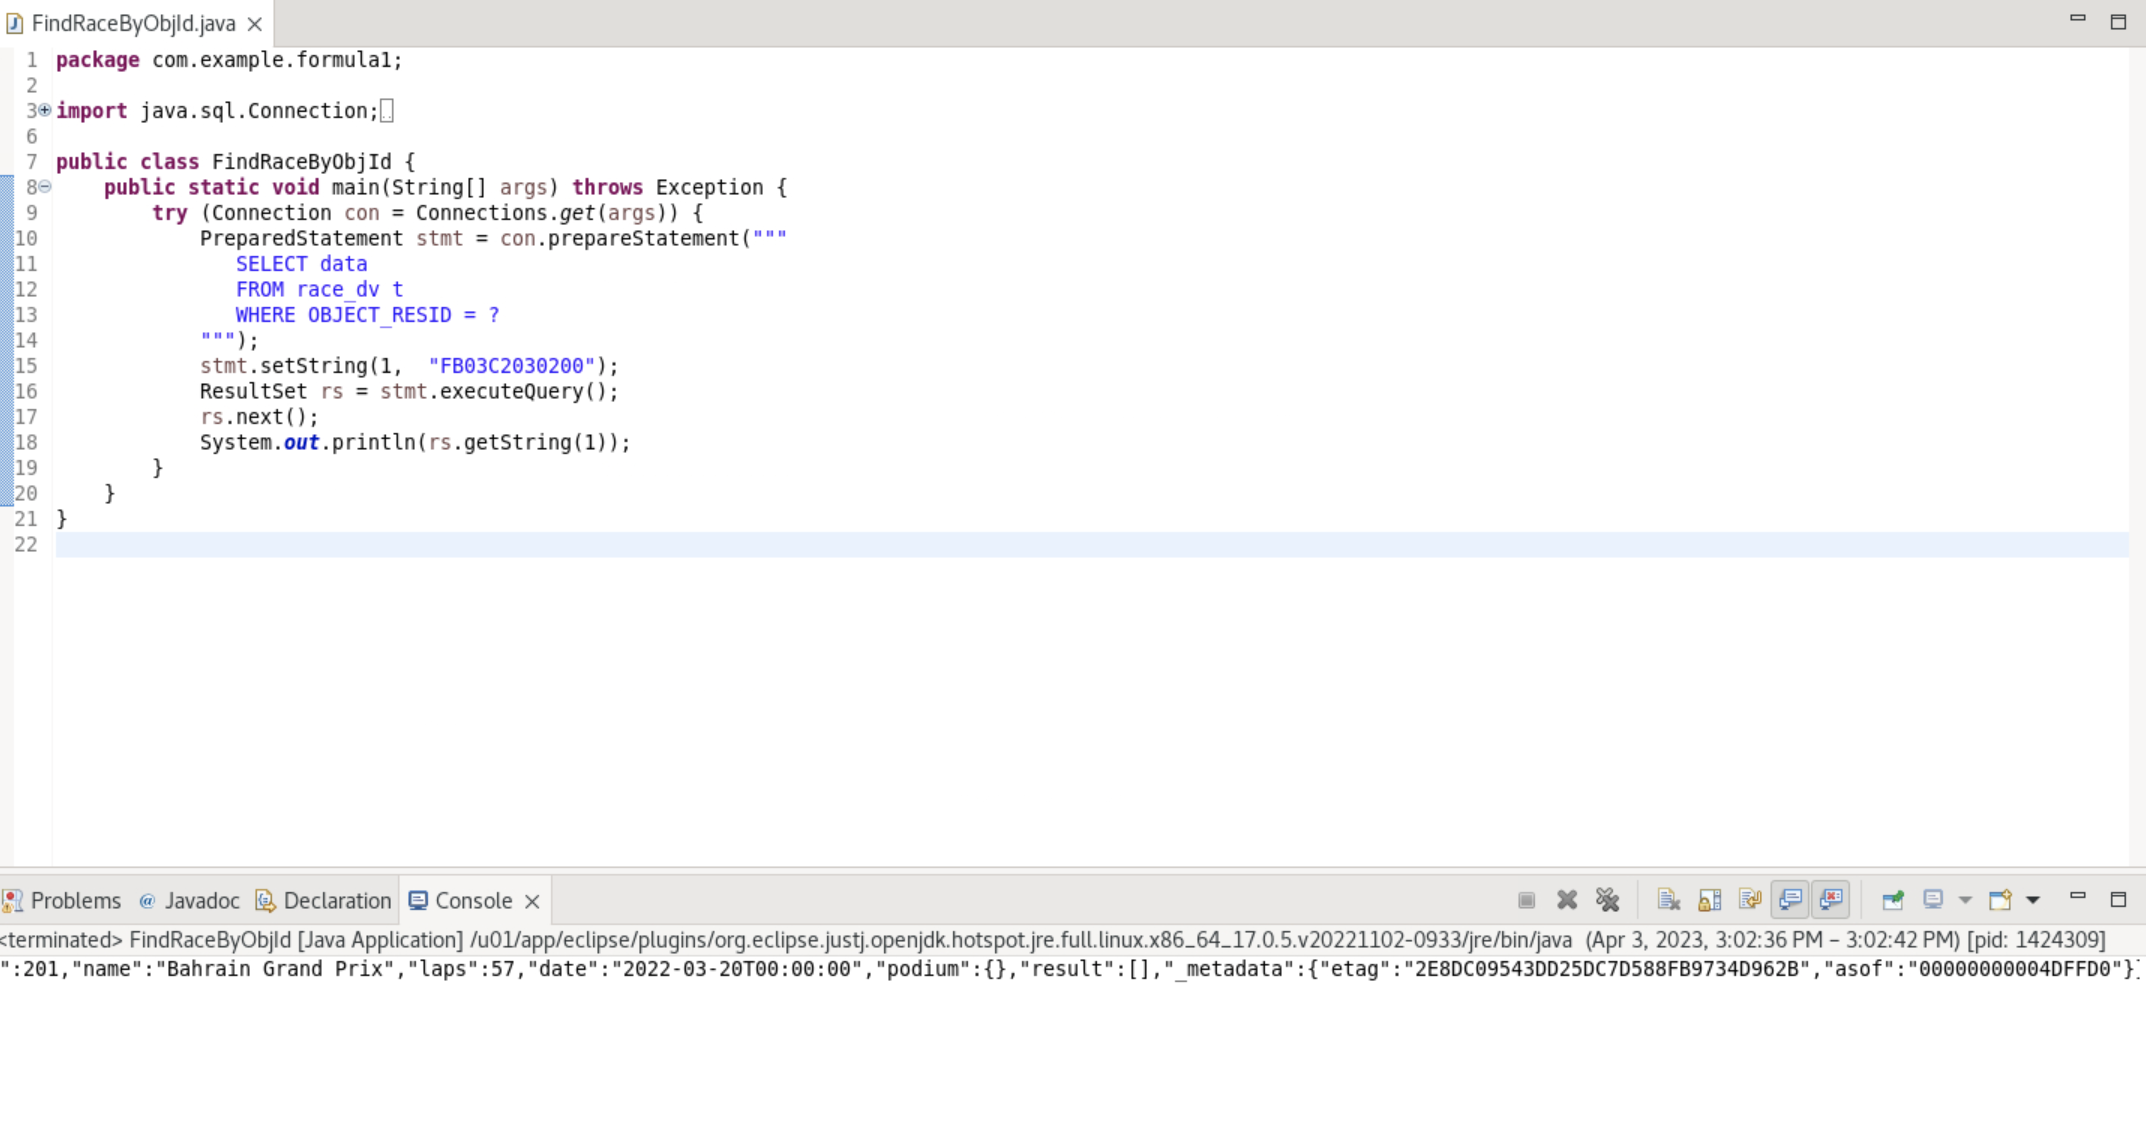 FindRaceByObjId.java
1 package com.example.formula1;
2
3 import java.sql.Connection;
6
7 public class FindRaceByObjId {
8     public static void main(String[] args) throws Exception {
9         try (Connection con = Connections.get(args)) {
10             PreparedStatement stmt = con.prepareStatement("""
11                SELECT data
12                FROM race_dv t
13                WHERE OBJECT_RESID = ?
14             """);
15             stmt.setString(1,  "FB03C2030200");
16             ResultSet rs = stmt.executeQuery();
17             rs.next();
18             System.out.println(rs.getString(1));
19         }
20     }
21 }
22
Problems @ Javadoc Declaration Console
<terminated> FindRaceByObjId [Java Application] /u01/app/eclipse/plugins/org.eclipse.justj.openjdk.hotspot.jre.full.linux.x86_64_17.0.5.v20221102-0933/jre/bin/java (Apr 3, 2023, 3:02:36 PM – 3:02:42 PM) [pid: 1424309]
":201,"name":"Bahrain Grand Prix","laps":57,"date":"2022-03-20T00:00:00","podium":{},"result":[],"_metadata":{"etag":"2E8DC09543DD25DC7D588FB9734D962B","asof":"00000000004DFFD0"}}